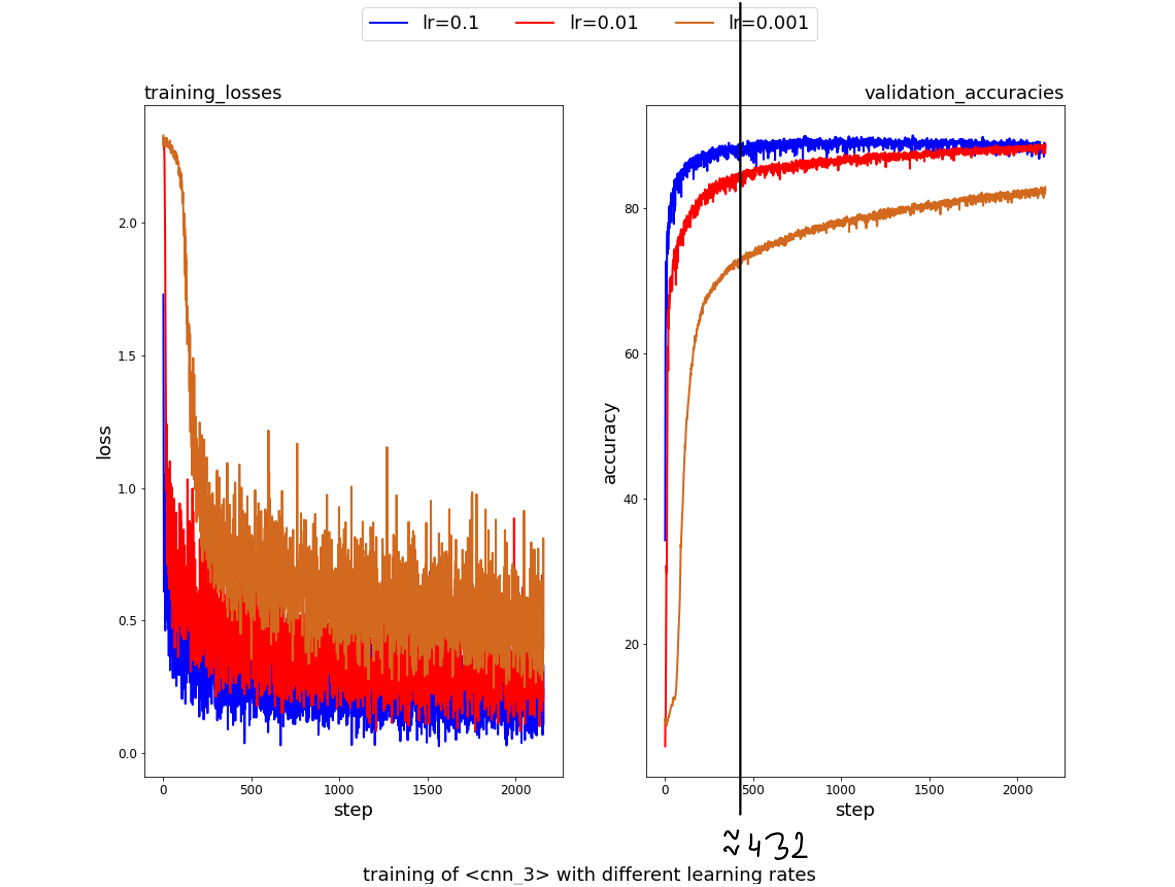 lr=0.1 lr=0.01 lr=0.001
training_losses
validation_accuracies
2.0
1.5
1.0
0.5
0.0
loss
0 500 1000 1500 2000
step
80
60
40
20
accuracy
0 500 1000 1500 2000
step
≈432
training of <cnn_3> with different learning rates